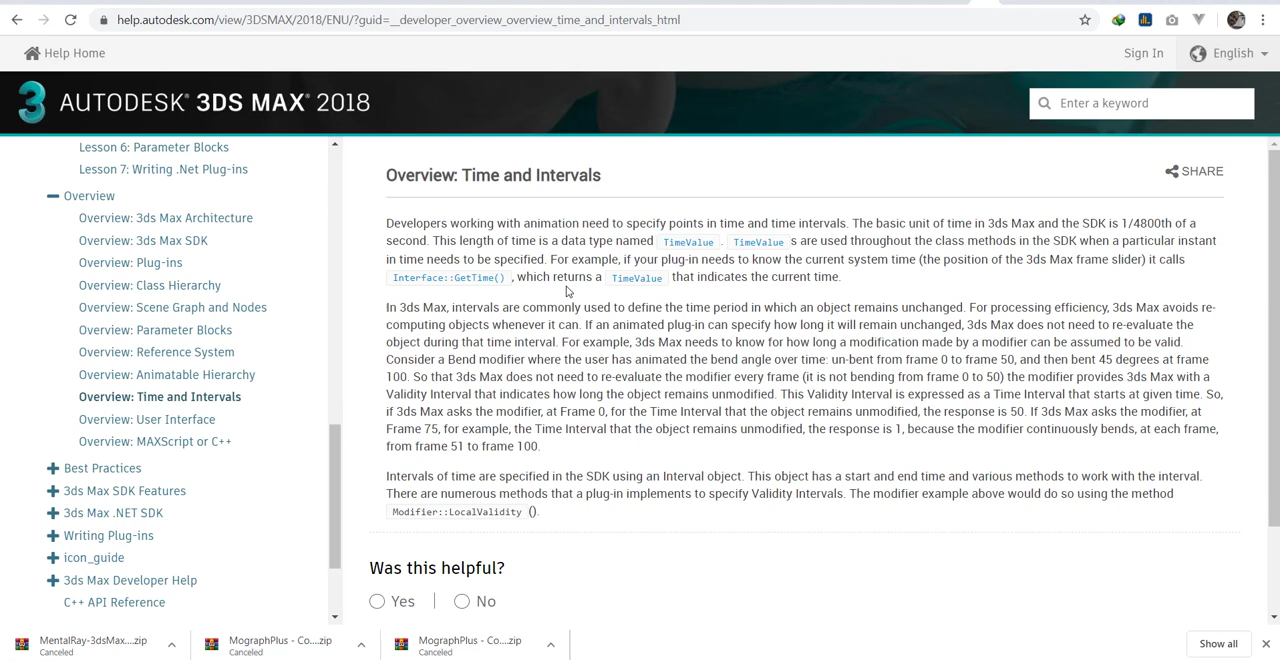 help.autodesk.com/view/3DSMAX/2018/ENU/?guid=__developer_overview_overview_time_and_intervals_html
Help Home
Sign In
English
3 AUTODESK® 3DS MAX® 2018
Enter a keyword
Lesson 6: Parameter Blocks
Lesson 7: Writing .Net Plug-ins
Overview
Overview: 3ds Max Architecture
Overview: 3ds Max SDK
Overview: Plug-ins
Overview: Class Hierarchy
Overview: Scene Graph and Nodes
Overview: Parameter Blocks
Overview: Reference System
Overview: Animatable Hierarchy
Overview: Time and Intervals
Overview: User Interface
Overview: MAXScript or C++
Best Practices
3ds Max SDK Features
3ds Max .NET SDK
Writing Plug-ins
icon_guide
3ds Max Developer Help
C++ API Reference
Overview: Time and Intervals
SHARE
Developers working with animation need to specify points in time and time intervals. The basic unit of time in 3ds Max and the SDK is 1/4800th of a
second. This length of time is a data type named TimeValue . TimeValue s are used throughout the class methods in the SDK when a particular instant
in time needs to be specified. For example, if your plug-in needs to know the current system time (the position of the 3ds Max frame slider) it calls
Interface::GetTime() , which returns a TimeValue that indicates the current time.
In 3ds Max, intervals are commonly used to define the time period in which an object remains unchanged. For processing efficiency, 3ds Max avoids re-
computing objects whenever it can. If an animated plug-in can specify how long it will remain unchanged, 3ds Max does not need to re-evaluate the
object during that time interval. For example, 3ds Max needs to know for how long a modification made by a modifier can be assumed to be valid.
Consider a Bend modifier where the user has animated the bend angle over time: un-bent from frame 0 to frame 50, and then bent 45 degrees at frame
100. So that 3ds Max does not need to re-evaluate the modifier every frame (it is not bending from frame 0 to 50) the modifier provides 3ds Max with a
Validity Interval that indicates how long the object remains unmodified. This Validity Interval is expressed as a Time Interval that starts at given time. So,
if 3ds Max asks the modifier, at Frame 0, for the Time Interval that the object remains unmodified, the response is 50. If 3ds Max asks the modifier, at
Frame 75, for example, the Time Interval that the object remains unmodified, the response is 1, because the modifier continuously bends, at each frame,
from frame 51 to frame 100.
Intervals of time are specified in the SDK using an Interval object. This object has a start and end time and various methods to work with the interval.
There are numerous methods that a plug-in implements to specify Validity Intervals. The modifier example above would do so using the method
Modifier::LocalValidity ().
Was this helpful?
Yes
No
MentalRay-3dsMax....zip
Canceled
MographPlus - Co....zip
Canceled
MographPlus - Co....zip
Canceled
Show all